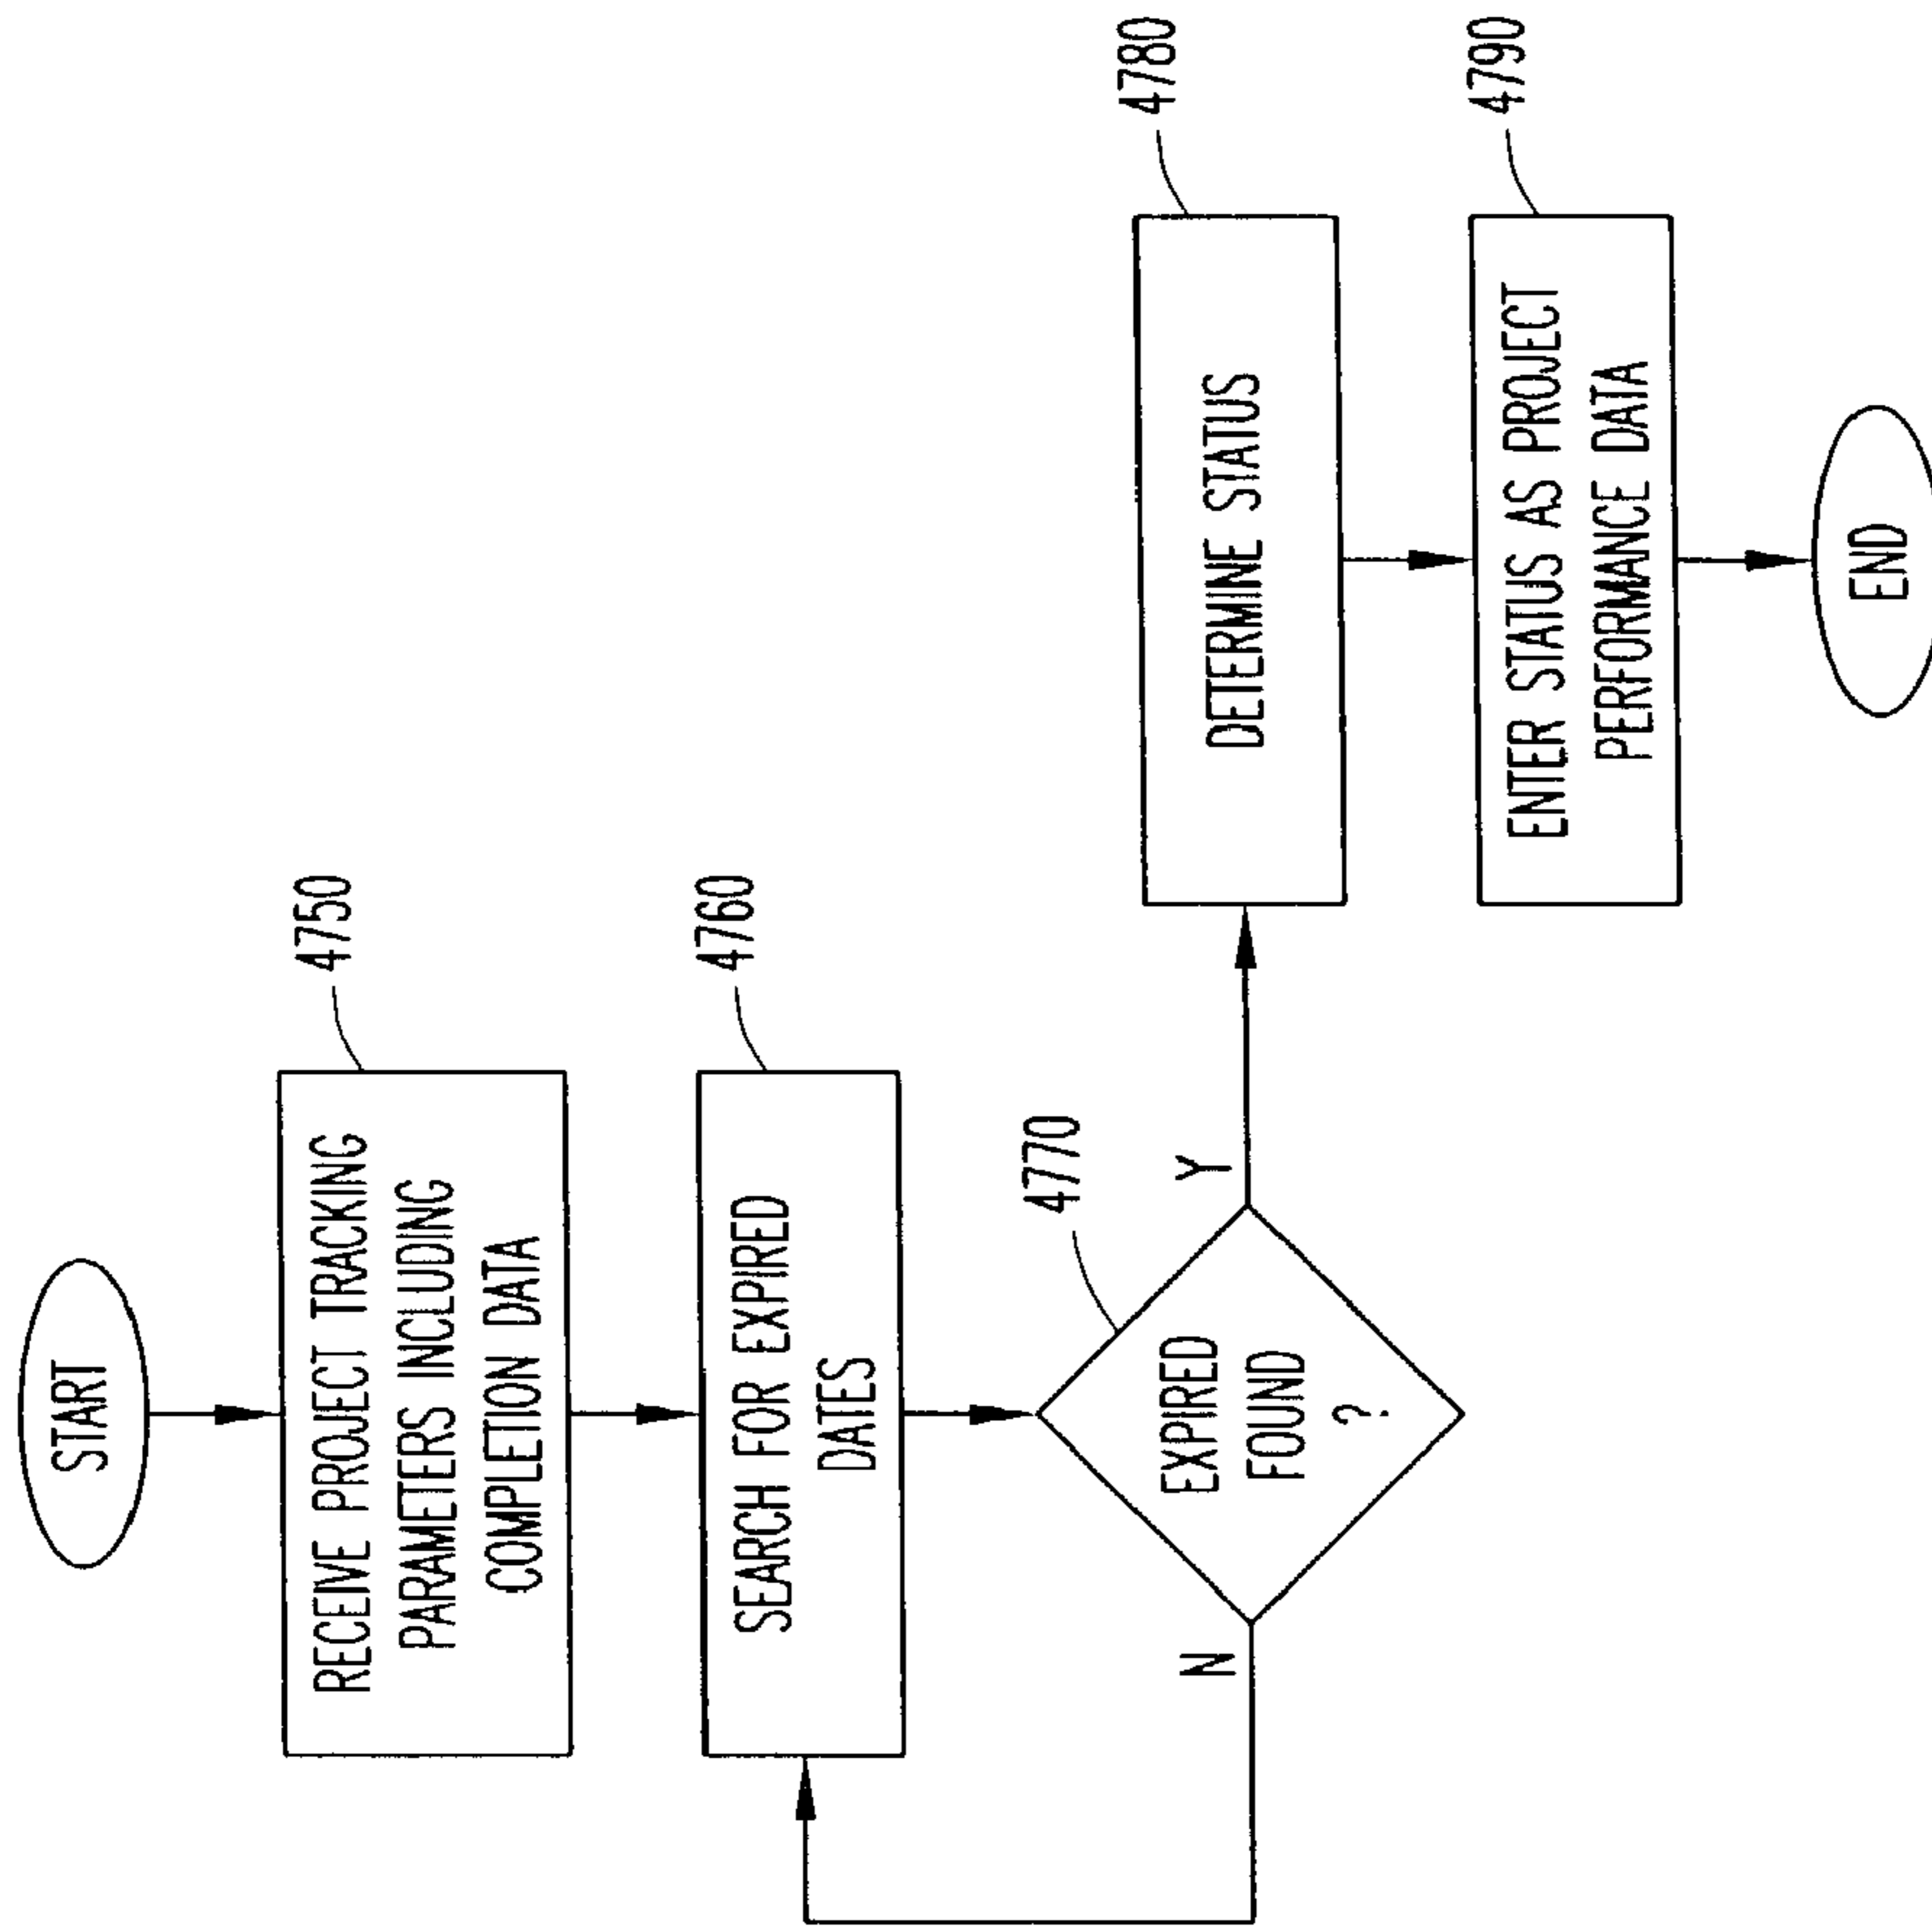 START
4750
RECEIVE PROJECT TRACKING
PARAMETERS INCLUDING
COMPLETION DATA
4760
SEARCH FOR EXPIRED
DATES
4770
EXPIRED
FOUND
?
N
Y
4780
DETERMINE STATUS
4790
ENTER STATUS AS PROJECT
PERFORMANCE DATA
END